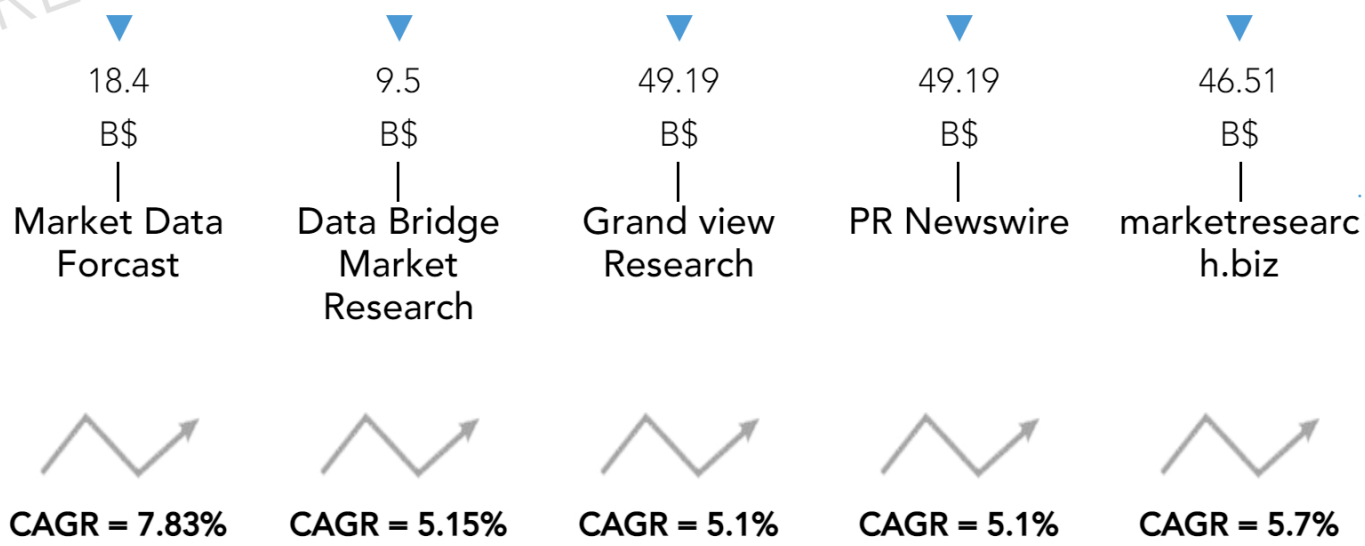 18.4
9.5
49.19
49.19
46.51
B$
B$
B$
B$
B$
Market Data
Forcast
Data Bridge
Market
Research
Grand view
Research
PR Newswire
marketresearc
h.biz
CAGR = 7.83%
CAGR = 5.15%
CAGR = 5.1%
CAGR = 5.1%
CAGR = 5.7%